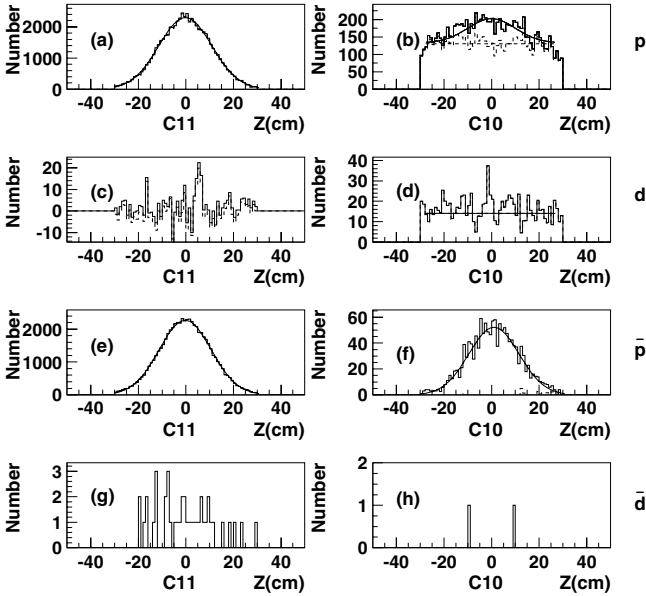 Number
2000
1000
0
(a)
-40 -20 0 20 40
C11 Z(cm)
Number
200
150
100
50
0
(b)
-40 -20 0 20 40
C10 Z(cm)
p
Number
20
10
0
-10
(c)
-40 -20 0 20 40
C11 Z(cm)
Number
40
30
20
10
0
(d)
-40 -20 0 20 40
C10 Z(cm)
d
Number
2000
1000
0
(e)
-40 -20 0 20 40
C11 Z(cm)
Number
60
40
20
0
(f)
-40 -20 0 20 40
C10 Z(cm)
p̄
Number
3
2
1
0
(g)
-40 -20 0 20 40
C11 Z(cm)
Number
2
1
0
(h)
-40 -20 0 20 40
C10 Z(cm)
d̄